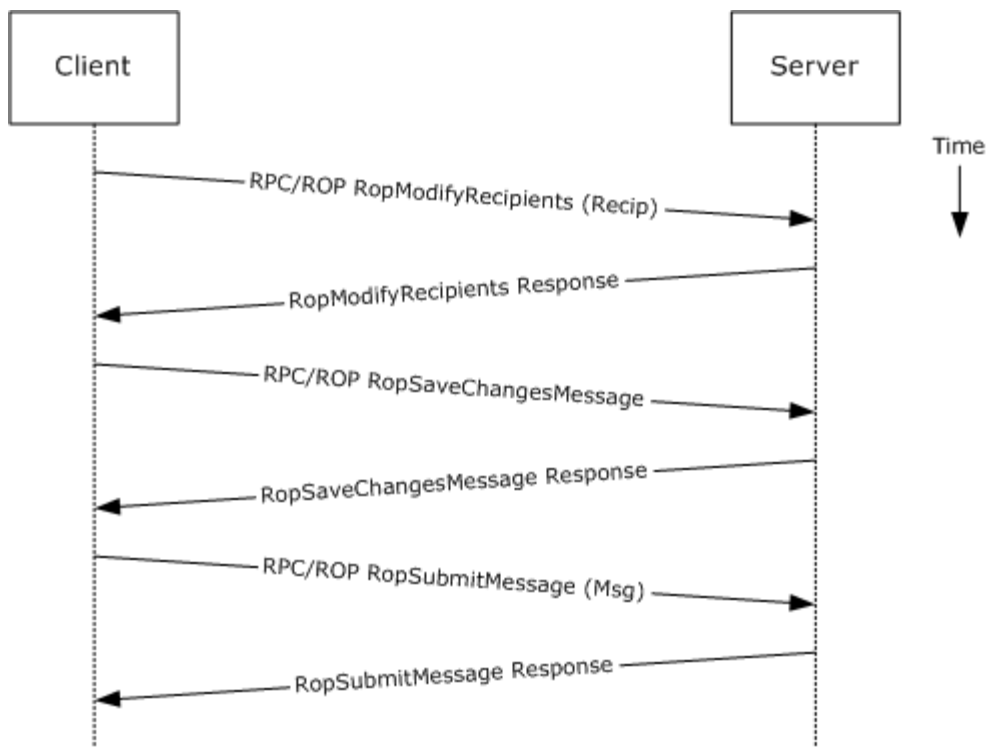 Client
Server
Time
RPC/ROP RopModifyRecipients (Recip)
RopModifyRecipients Response
RPC/ROP RopSaveChangesMessage
RopSaveChangesMessage Response
RPC/ROP RopSubmitMessage (Msg)
RopSubmitMessage Response